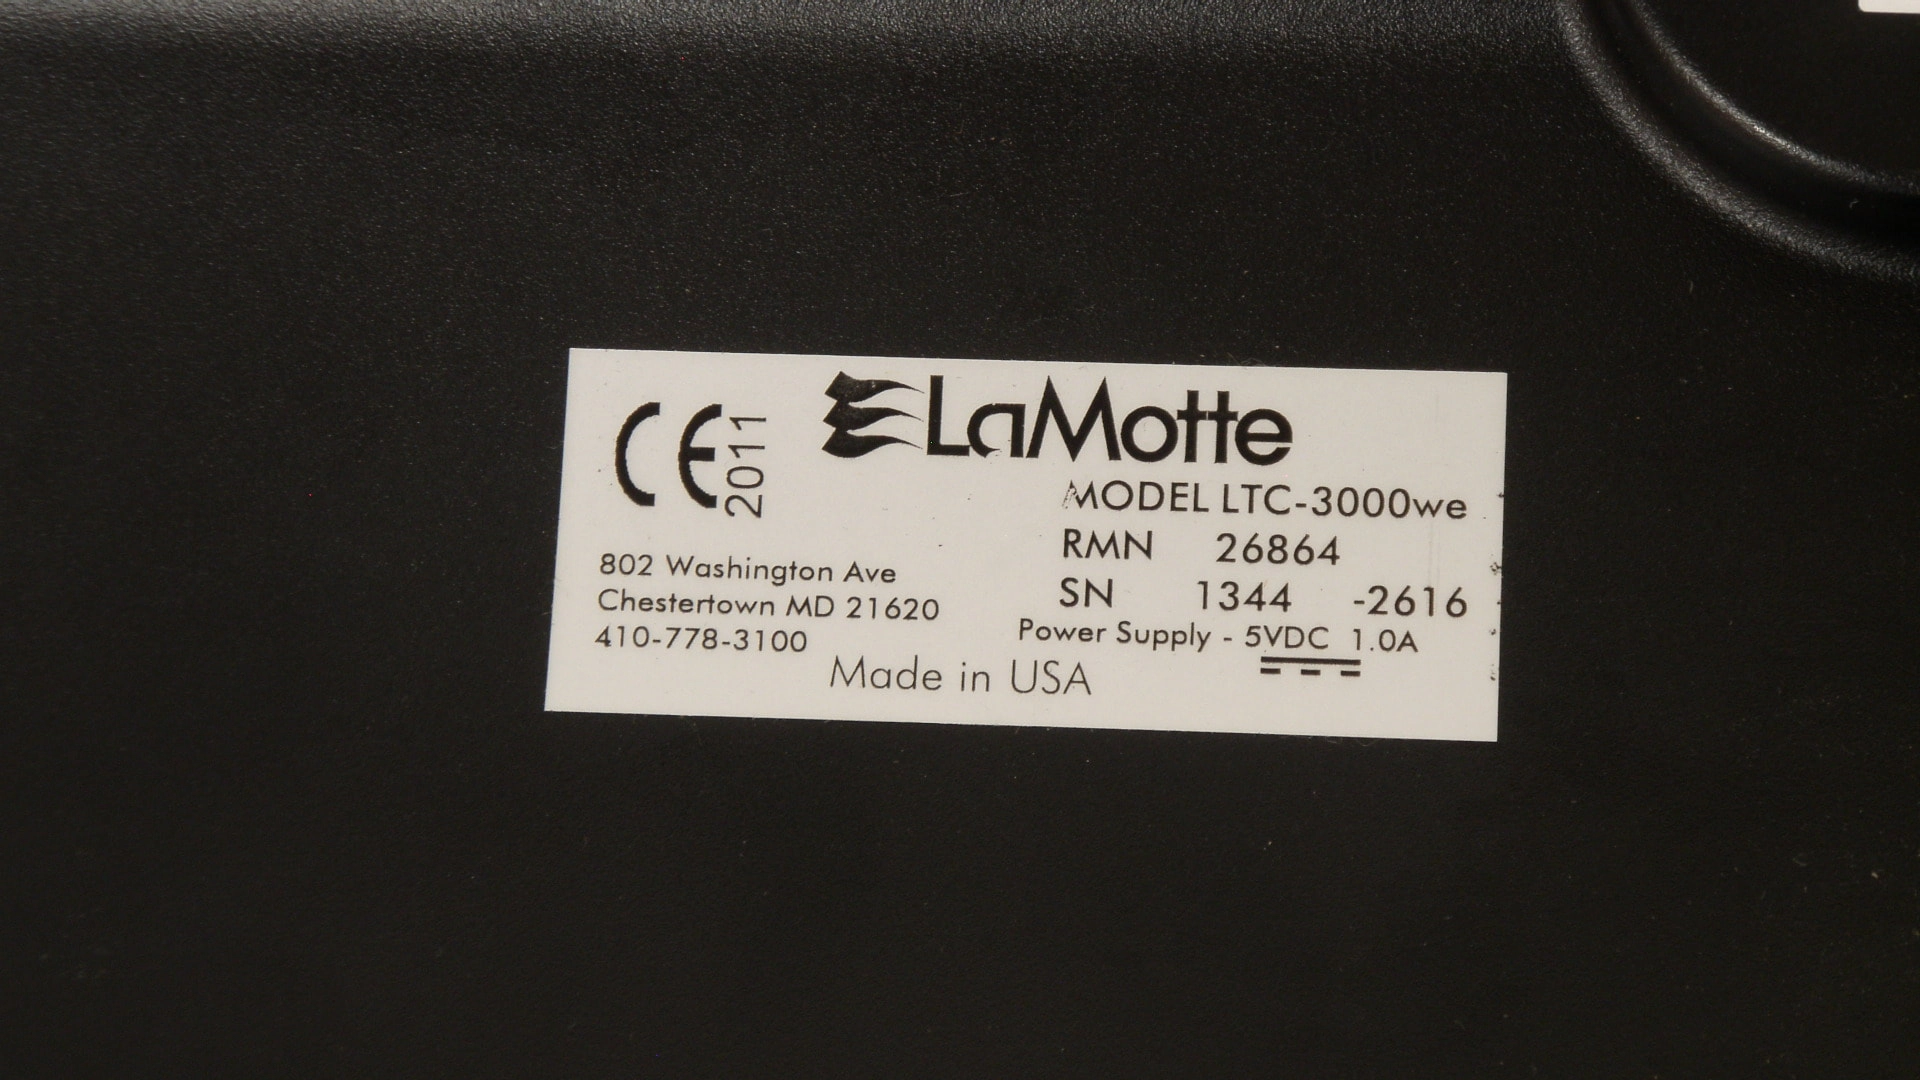 CE 2011
LaMotte
MODEL LTC-3000we
RMN 26864
SN 1344 -2616
Power Supply - 5VDC 1.0A
802 Washington Ave
Chestertown MD 21620
410-778-3100
Made in USA